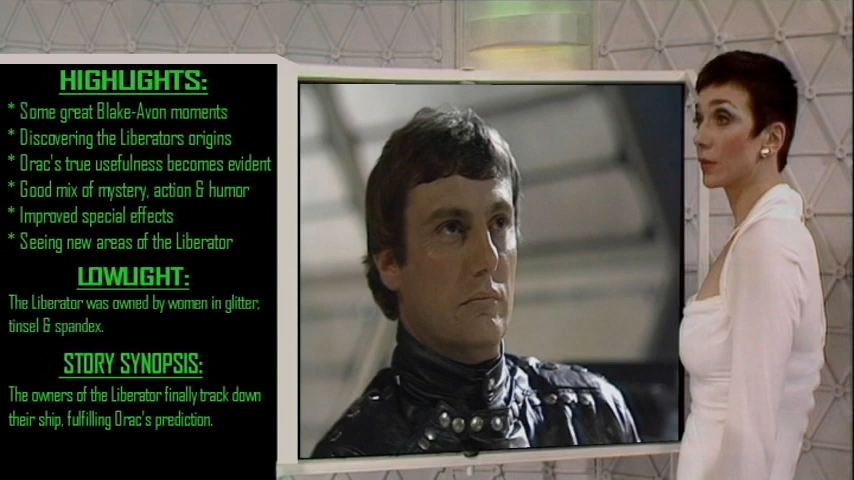 HIGHLIGHTS:
* Some great Blake-Avon moments
* Discovering the Liberators origins
* Orac's true usefulness becomes evident
* Good mix of mystery, action & humor
* Improved special effects
* Seeing new areas of the Liberator
LOWLIGHT:
The Liberator was owned by women in glitter,
tinsel & spandex.
STORY SYNOPSIS:
The owners of the Liberator finally track down
their ship, fulfilling Orac's prediction.